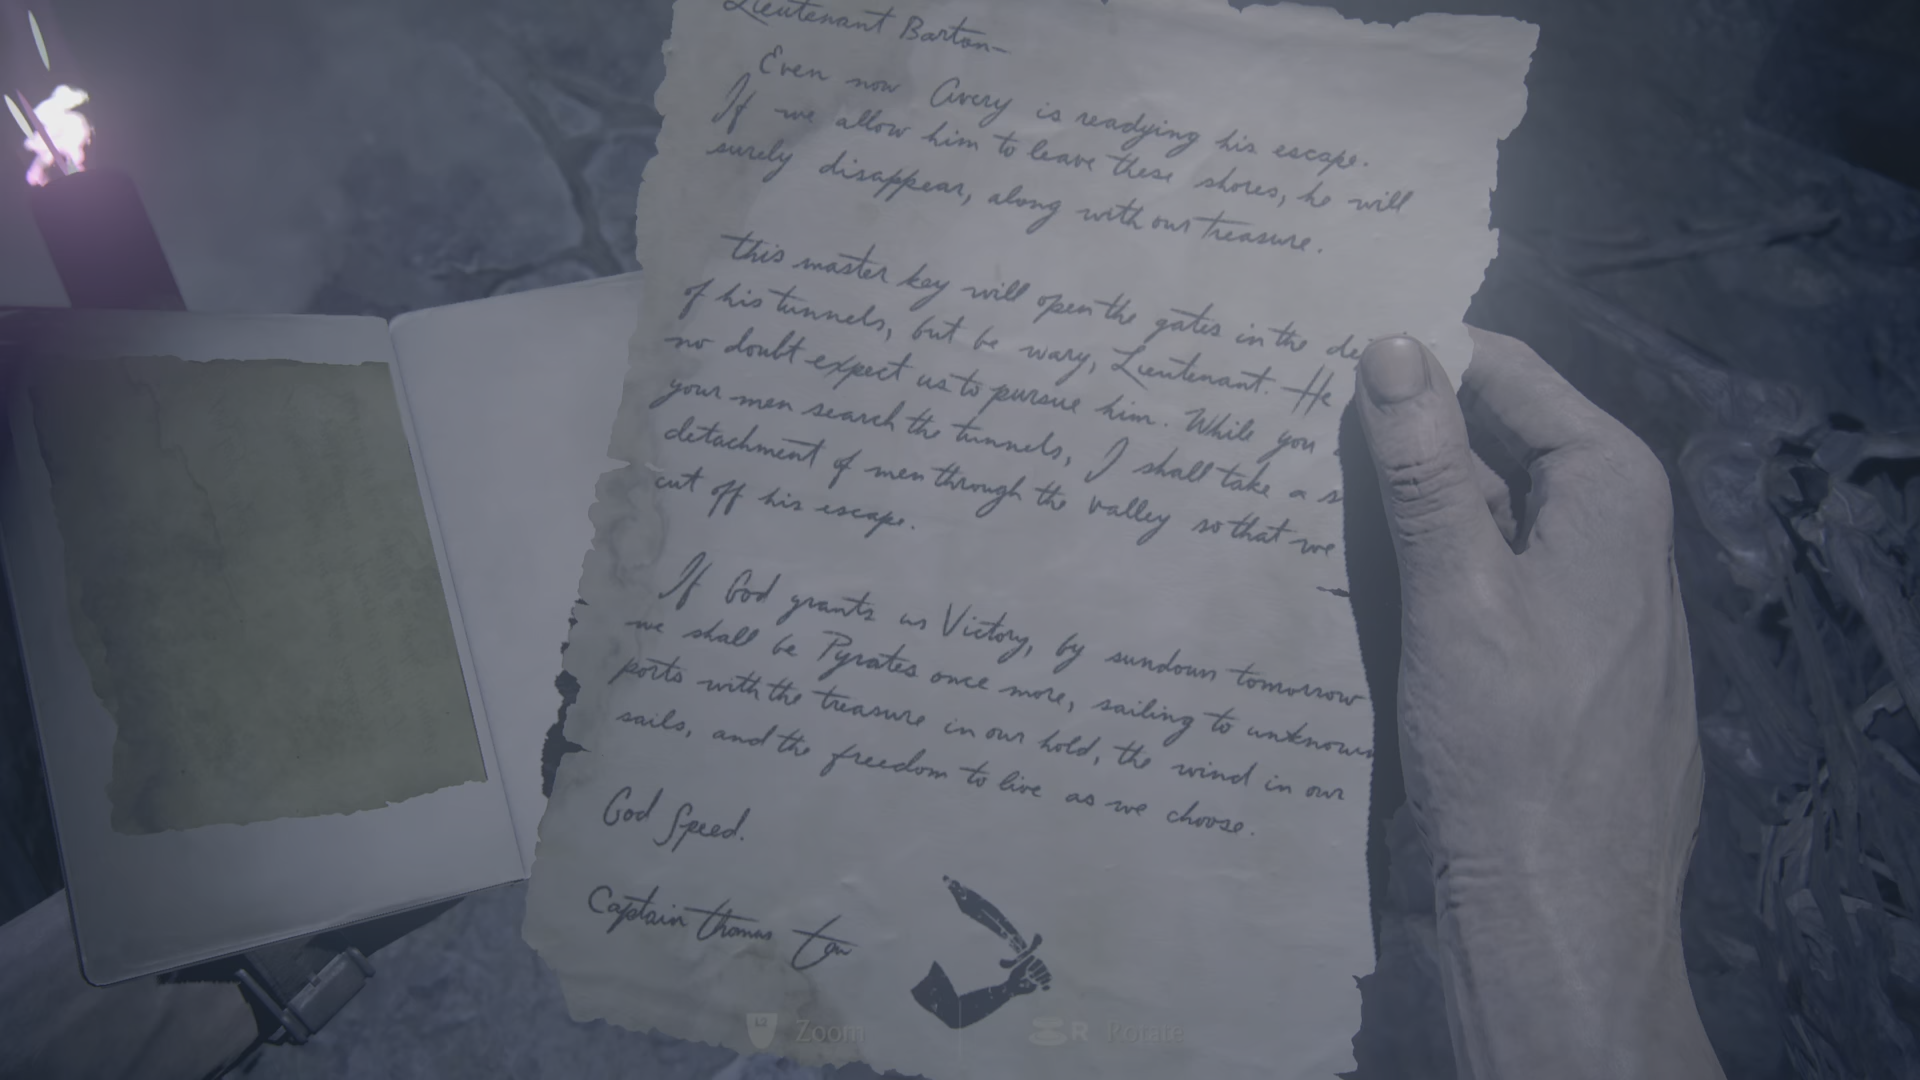 Lieutenant Barton-
Even now Avery is readying his escape.
If we allow him to leave these shores, he will
surely disappear, along with our treasure.
This master key will open the gates in the de
of his tunnels, but be wary, Lieutenant. He
no doubt expect us to pursue him. While you
your men search the tunnels, I shall take a s
detachment of men through the valley so that we
cut off his escape.
If God grants us Victory, by sundown tomorrow
we shall be Pyrates once more, sailing to unknown
ports with the treasure in our hold, the wind in our
sails, and the freedom to live as we choose.
God Speed.
Captain Thomas Tew
L2 Zoom R Rotate